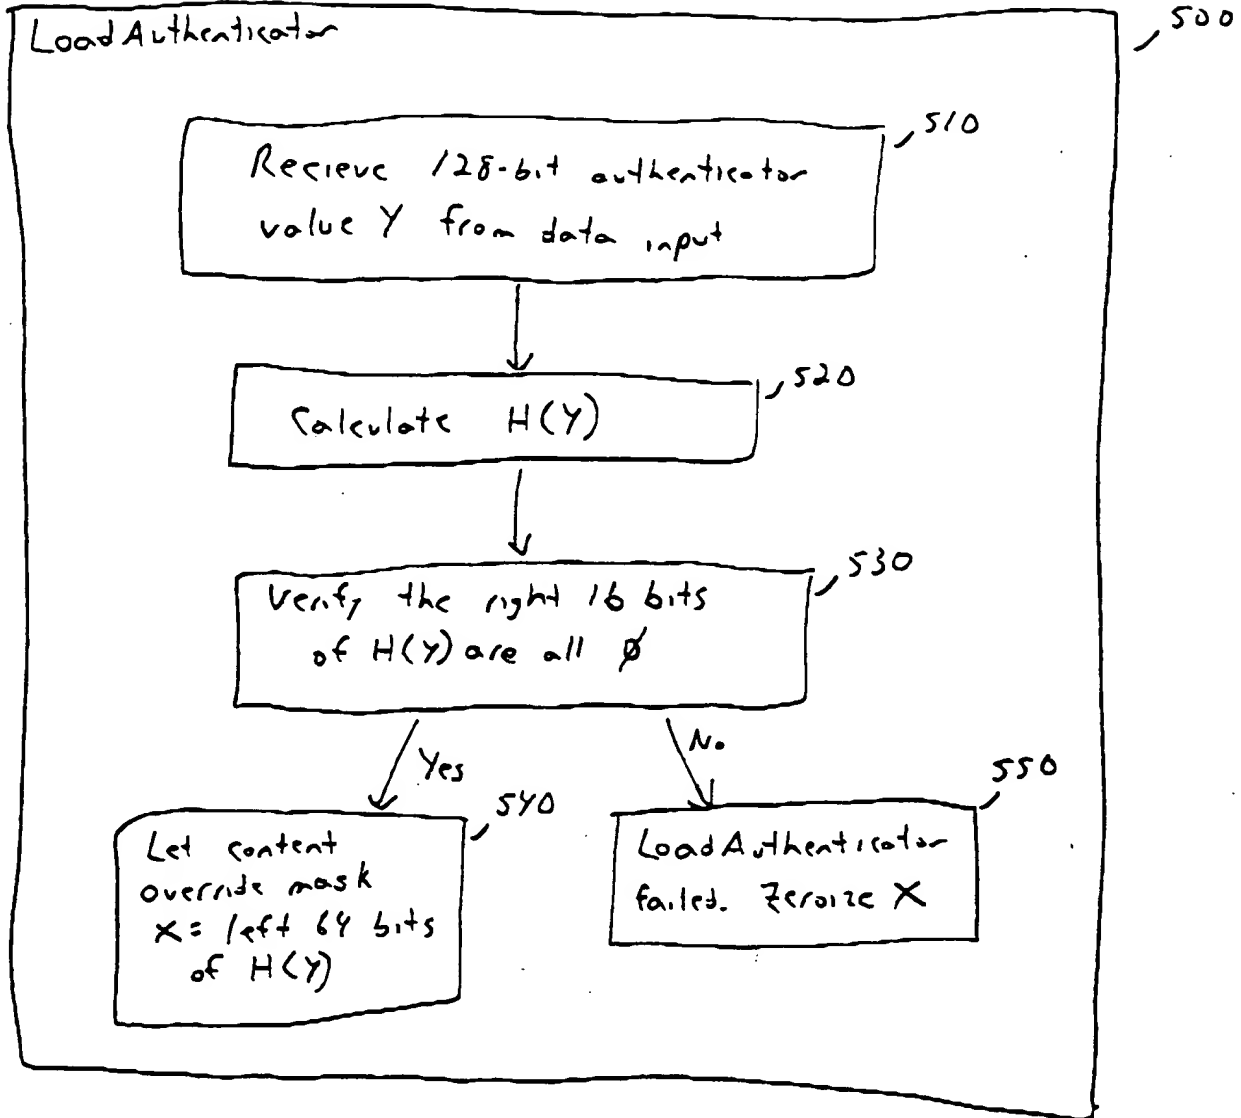 LoadAuthenticator
500
510
Recieve 128-bit authenticator
value Y from data input
520
Calculate H(Y)
530
Verify the right 16 bits
of H(Y) are all Ø
Yes
No
540
550
Let content
override mask
X = left 64 bits
of H(Y)
LoadAuthenticator
failed. Zeroize X